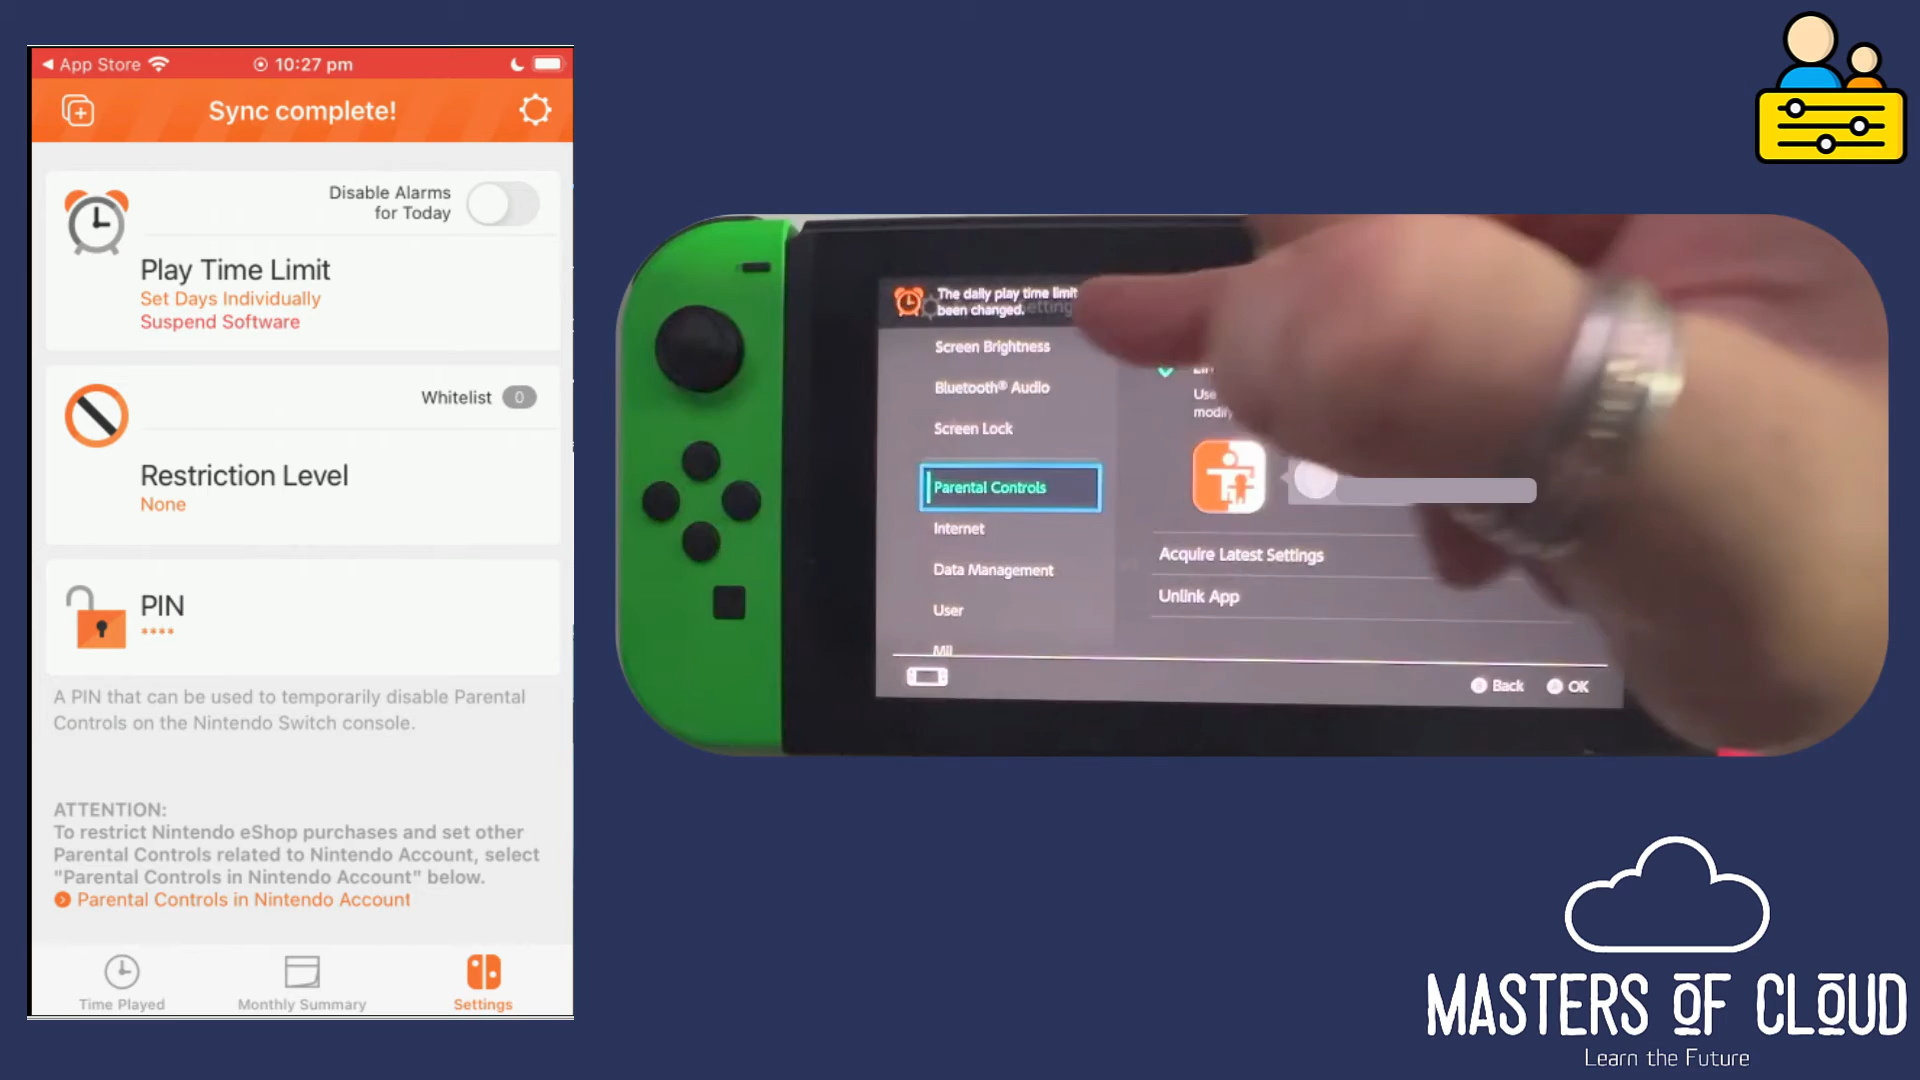 App Store
10:27 pm
Sync complete!
Disable Alarms
for Today
Play Time Limit
Set Days Individually
Suspend Software
Whitelist 0
Restriction Level
None
PIN
****
A PIN that can be used to temporarily disable Parental
Controls on the Nintendo Switch console.
ATTENTION:
To restrict Nintendo eShop purchases and set other
Parental Controls related to Nintendo Account, select
"Parental Controls in Nintendo Account" below.
Parental Controls in Nintendo Account
Time Played
Monthly Summary
Settings
The daily play time limit
been changed.
Screen Brightness
Bluetooth® Audio
Screen Lock
Parental Controls
Internet
Data Management
User
Mii
Use
modify
Acquire Latest Settings
Unlink App
Back
OK
MASTERS OF CLOUD
Learn the Future